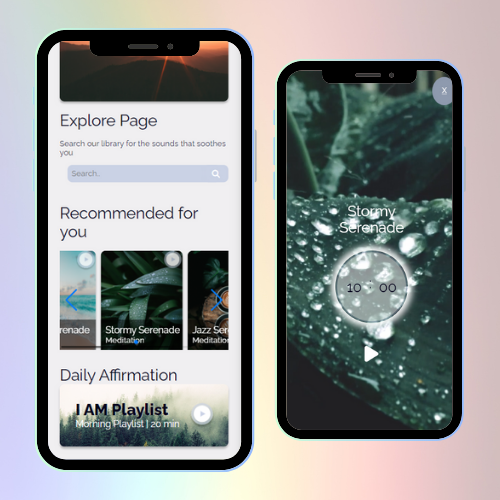 Explore Page
Search our library for the sounds that soothes
you
Search..
Recommended for
you
renade
Stormy Serenade
Meditation
Jazz Ser
Meditation
Daily Affirmation
I AM Playlist
Morning Playlist | 20 min
X
Stormy
Serenade
10 : 00